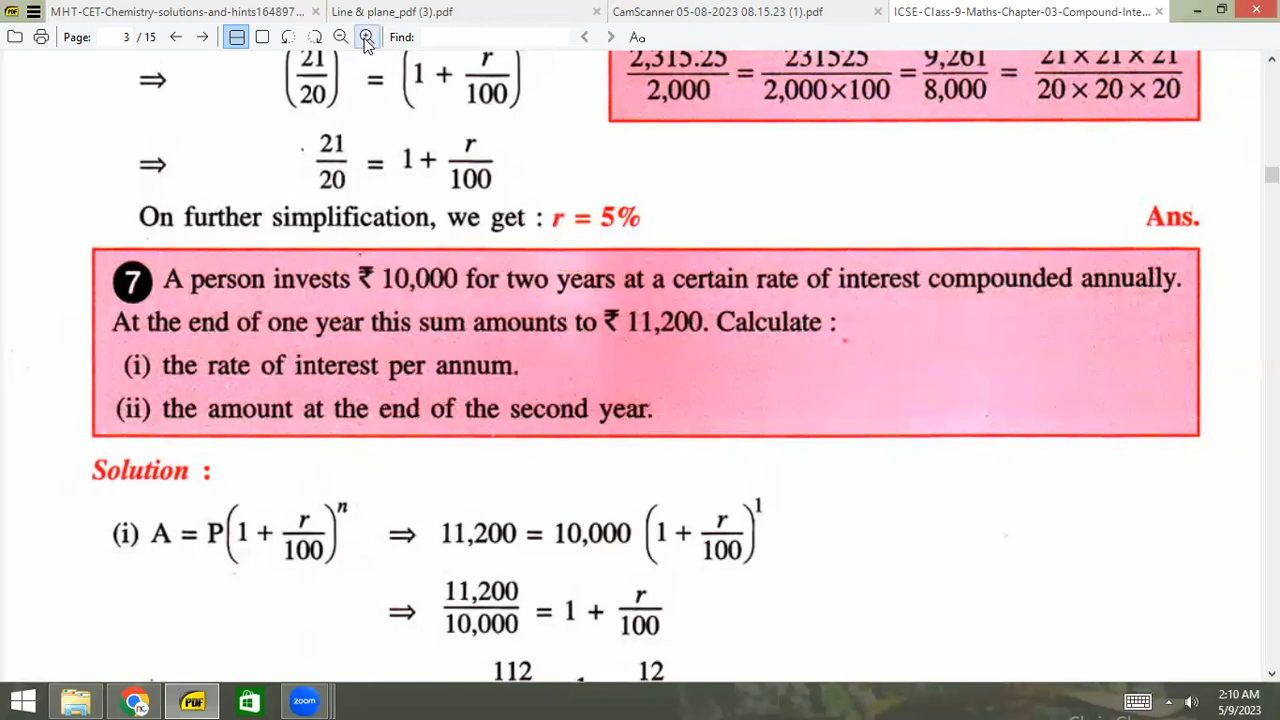 MHT-CET-Chemistry-solutions-and-hints164897... × Line & plane_pdf (3).pdf × CamScanner 05-08-2023 08.15.23 (1).pdf × ICSE-Class-9-Maths-Chapter-03-Compound-Inte... ×
Page: 3 / 15 Find: Aa
⇒ (21/20) = (1 + r/100)
2,315.25/2,000 = 231525/2,000×100 = 9,261/8,000 = 21 × 21 × 21/20 × 20 × 20
⇒ 21/20 = 1 + r/100
On further simplification, we get : r = 5% Ans.
7 A person invests ₹ 10,000 for two years at a certain rate of interest compounded annually.
At the end of one year this sum amounts to ₹ 11,200. Calculate :
(i) the rate of interest per annum.
(ii) the amount at the end of the second year.
Solution :
(i) A = P(1 + r/100)^n ⇒ 11,200 = 10,000 (1 + r/100)^1
⇒ 11,200/10,000 = 1 + r/100
112 12
PDF zoom
2:10 AM
5/9/2023